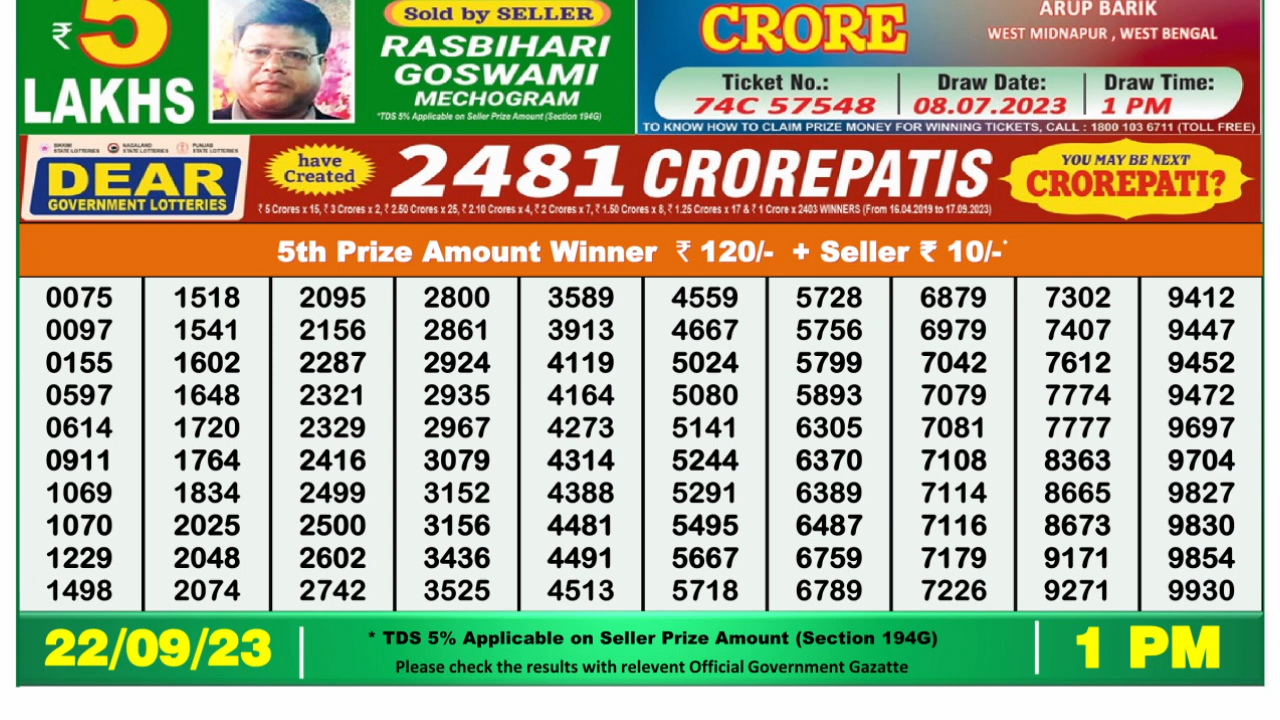 ₹ 5
LAKHS
Sold by SELLER
RASBIHARI
GOSWAMI
MECHOGRAM
*TDS 5% Applicable on Seller Prize Amount (Section 194G)
CRORE
ARUP BARIK
WEST MIDNAPUR , WEST BENGAL
Ticket No.: Draw Date: Draw Time:
74C 57548 08.07.2023 1 PM
TO KNOW HOW TO CLAIM PRIZE MONEY FOR WINNING TICKETS, CALL : 1800 103 6711 (TOLL FREE)
SIKKIM STATE LOTTERIES NAGALAND STATE LOTTERIES PUNJAB STATE LOTTERIES
DEAR
GOVERNMENT LOTTERIES
have
Created
2481 CROREPATIS
₹ 5 Crores x 15, ₹ 3 Crores x 2, ₹ 2.50 Crores x 25, ₹ 2.10 Crores x 4, ₹ 2 Crores x 7, ₹ 1.50 Crores x 8, ₹ 1.25 Crores x 17 & ₹ 1 Crore x 2403 WINNERS (From 16.04.2019 to 17.09.2023)
YOU MAY BE NEXT
CROREPATI?
5th Prize Amount Winner ₹ 120/- + Seller ₹ 10/-*
0075 1518 2095 2800 3589 4559 5728 6879 7302 9412
0097 1541 2156 2861 3913 4667 5756 6979 7407 9447
0155 1602 2287 2924 4119 5024 5799 7042 7612 9452
0597 1648 2321 2935 4164 5080 5893 7079 7774 9472
0614 1720 2329 2967 4273 5141 6305 7081 7777 9697
0911 1764 2416 3079 4314 5244 6370 7108 8363 9704
1069 1834 2499 3152 4388 5291 6389 7114 8665 9827
1070 2025 2500 3156 4481 5495 6487 7116 8673 9830
1229 2048 2602 3436 4491 5667 6759 7179 9171 9854
1498 2074 2742 3525 4513 5718 6789 7226 9271 9930
22/09/23
* TDS 5% Applicable on Seller Prize Amount (Section 194G)
Please check the results with relevent Official Government Gazatte
1 PM